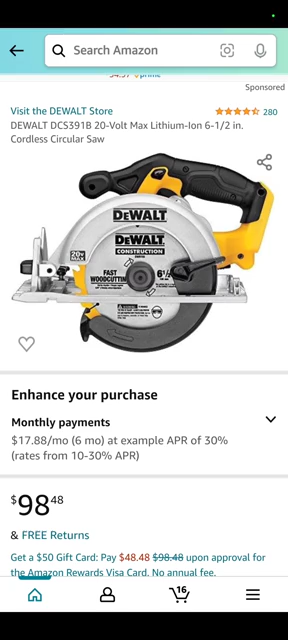 Search Amazon
Sponsored
Visit the DEWALT Store
280
DEWALT DCS391B 20-Volt Max Lithium-Ion 6-1/2 in.
Cordless Circular Saw
DEWALT
DEWALT
CONSTRUCTION
20V
MAX
FAST
WOODCUTTING
6½
Enhance your purchase
Monthly payments
$17.88/mo (6 mo) at example APR of 30%
(rates from 10-30% APR)
$98.48
& FREE Returns
Get a $50 Gift Card: Pay $48.48 $98.48 upon approval for
the Amazon Rewards Visa Card. No annual fee.
16